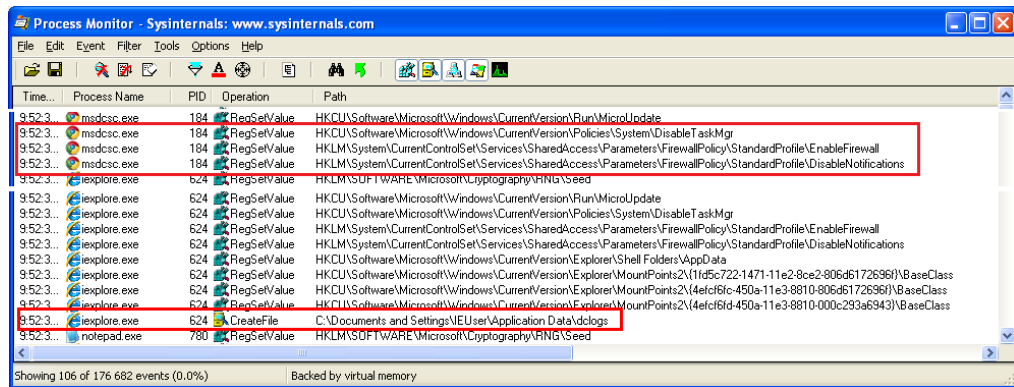 Process Monitor - Sysinternals: www.sysinternals.com
File Edit Event Filter Tools Options Help
Time... Process Name PID Operation Path
9:52:3... msdcsc.exe 184 RegSetValue HKCU\Software\Microsoft\Windows\CurrentVersion\Run\MicroUpdate
9:52:3... msdcsc.exe 184 RegSetValue HKCU\Software\Microsoft\Windows\CurrentVersion\Policies\System\DisableTaskMgr
9:52:3... msdcsc.exe 184 RegSetValue HKLM\System\CurrentControlSet\Services\SharedAccess\Parameters\FirewallPolicy\StandardProfile\EnableFirewall
9:52:3... msdcsc.exe 184 RegSetValue HKLM\System\CurrentControlSet\Services\SharedAccess\Parameters\FirewallPolicy\StandardProfile\DisableNotifications
9:52:3... iexplore.exe 624 RegSetValue HKLM\SOFTWARE\Microsoft\Cryptography\RNG\Seed
9:52:3... iexplore.exe 624 RegSetValue HKCU\Software\Microsoft\Windows\CurrentVersion\Run\MicroUpdate
9:52:3... iexplore.exe 624 RegSetValue HKCU\Software\Microsoft\Windows\CurrentVersion\Policies\System\DisableTaskMgr
9:52:3... iexplore.exe 624 RegSetValue HKLM\System\CurrentControlSet\Services\SharedAccess\Parameters\FirewallPolicy\StandardProfile\EnableFirewall
9:52:3... iexplore.exe 624 RegSetValue HKLM\System\CurrentControlSet\Services\SharedAccess\Parameters\FirewallPolicy\StandardProfile\DisableNotifications
9:52:3... iexplore.exe 624 RegSetValue HKCU\Software\Microsoft\Windows\CurrentVersion\Explorer\Shell Folders\AppData
9:52:3... iexplore.exe 624 RegSetValue HKCU\Software\Microsoft\Windows\CurrentVersion\Explorer\MountPoints2\{1fd5c722-1471-11e2-8ce2-806d6172696f}\BaseClass
9:52:3... iexplore.exe 624 RegSetValue HKCU\Software\Microsoft\Windows\CurrentVersion\Explorer\MountPoints2\{4efcf6fc-450a-11e3-8810-806d6172696f}\BaseClass
9:52:3... iexplore.exe 624 RegSetValue HKCU\Software\Microsoft\Windows\CurrentVersion\Explorer\MountPoints2\{4efcf6fc-450a-11e3-8810-000c293a6943}\BaseClass
9:52:3... iexplore.exe 624 CreateFile C:\Documents and Settings\IEUser\Application Data\dclogs
9:52:3... notepad.exe 780 RegSetValue HKLM\SOFTWARE\Microsoft\Cryptography\RNG\Seed
Showing 106 of 176 682 events (0.0%) Backed by virtual memory